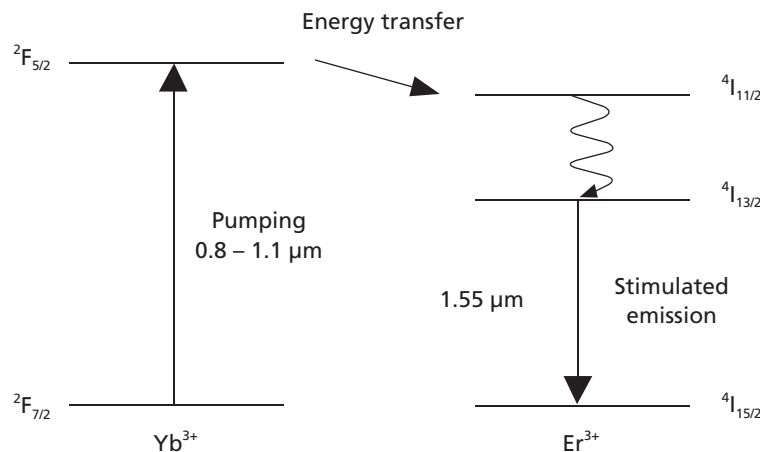 Energy transfer
²F₅/₂
⁴I₁₁/₂
⁴I₁₃/₂
Pumping
0.8 – 1.1 µm
1.55 µm
Stimulated
emission
²F₇/₂
⁴I₁₅/₂
Yb³⁺
Er³⁺